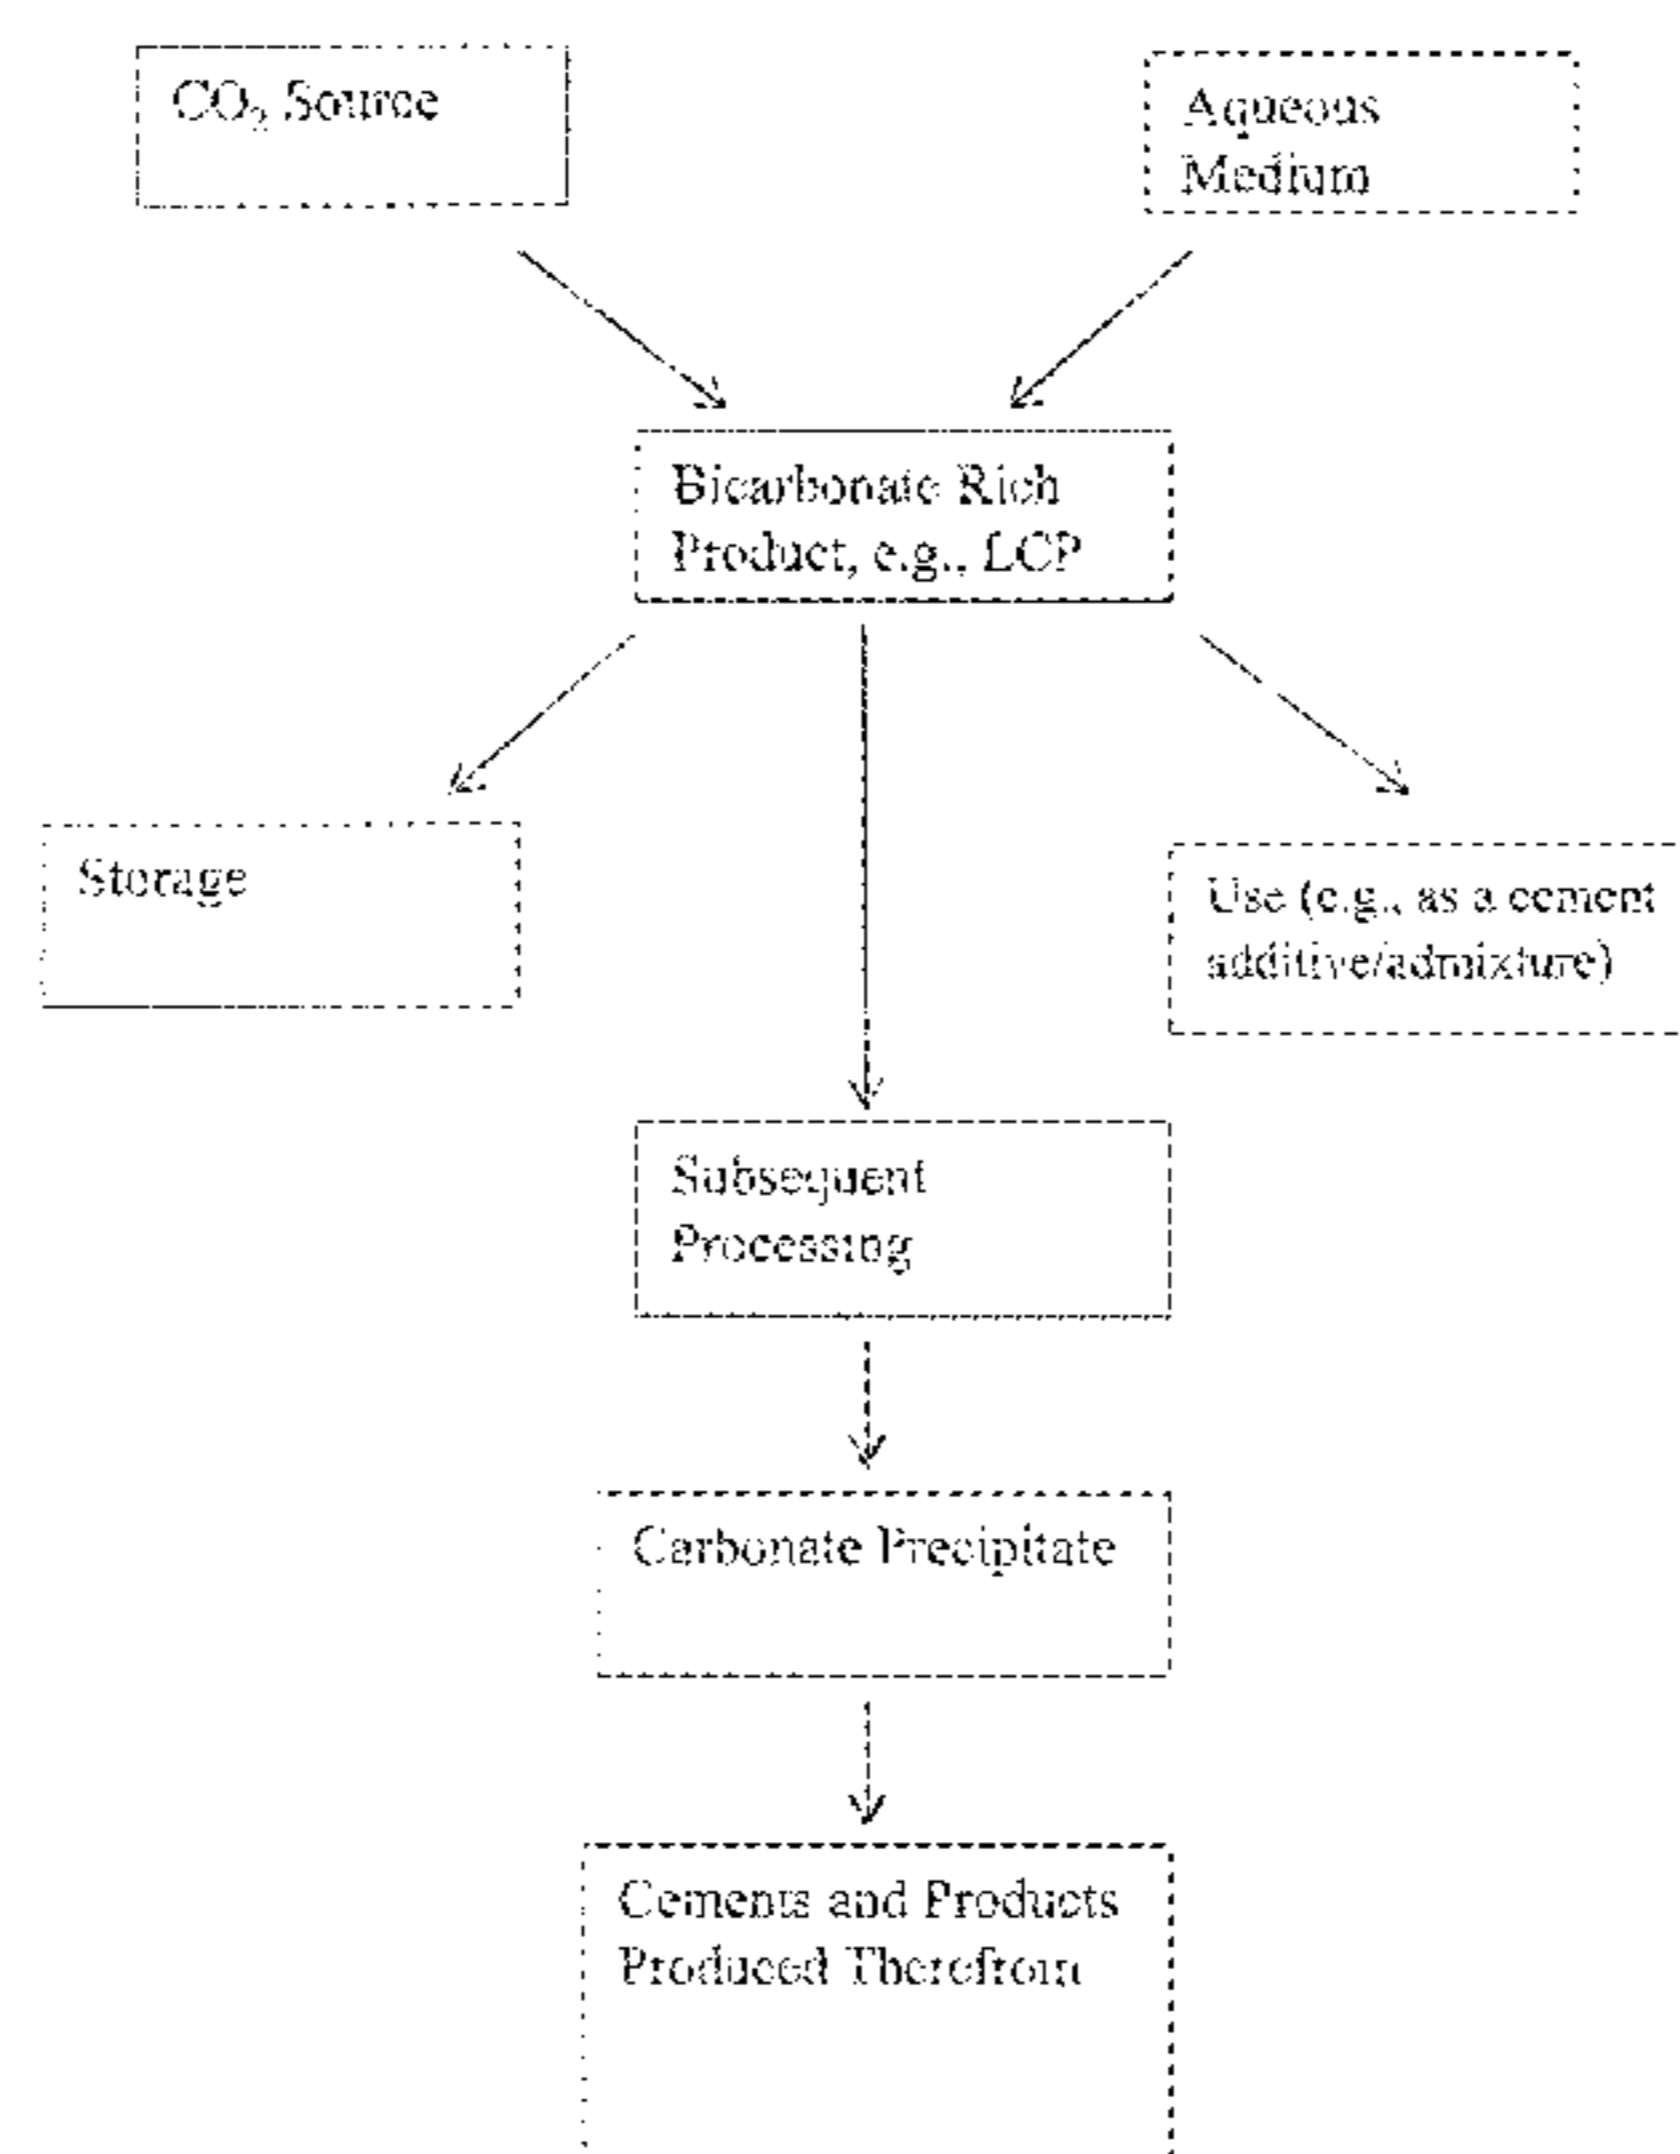 CO₂ Source
Aqueous
Medium
Bicarbonate Rich
Product, e.g., LCP
Storage
Use (e.g., as a cement
additive/admixture)
Subsequent
Processing
Carbonate Precipitate
Cements and Products
Produced Therefrom